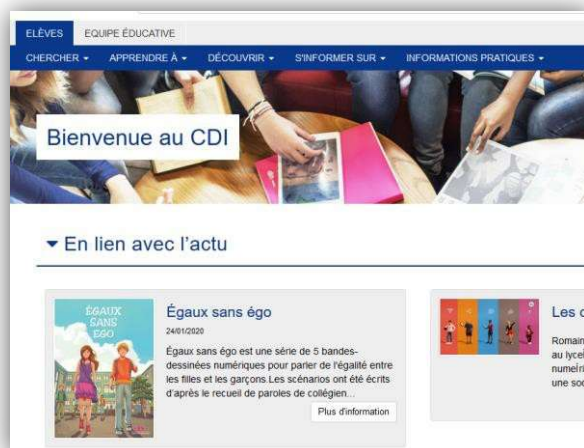 ELÈVES
EQUIPE ÉDUCATIVE
CHERCHER
APPRENDRE À
DÉCOUVRIR
S'INFORMER SUR
INFORMATIONS PRATIQUES
Bienvenue au CDI
En lien avec l'actu
ÉGAUX
SANS
ÉGO
Égaux sans égo
24/01/2020
Égaux sans égo est une série de 5 bandes-
dessinées numériques pour parler de l'égalité entre
les filles et les garçons.Les scénarios ont été écrits
d'après le recueil de paroles de collégien...
Plus d'information
Les
Romain
au
une